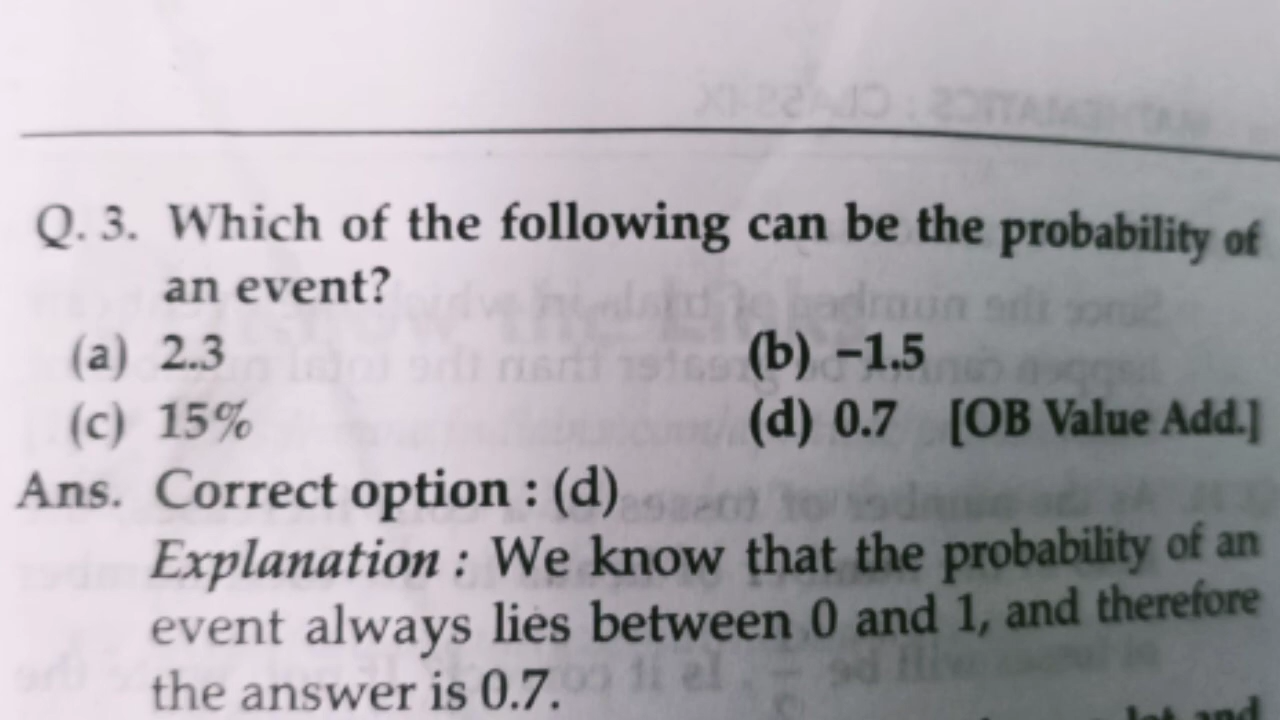 Q. 3. Which of the following can be the probability of
an event?
(a) 2.3 (b) –1.5
(c) 15% (d) 0.7 [OB Value Add.]
Ans. Correct option : (d)
Explanation : We know that the probability of an
event always lies between 0 and 1, and therefore
the answer is 0.7.